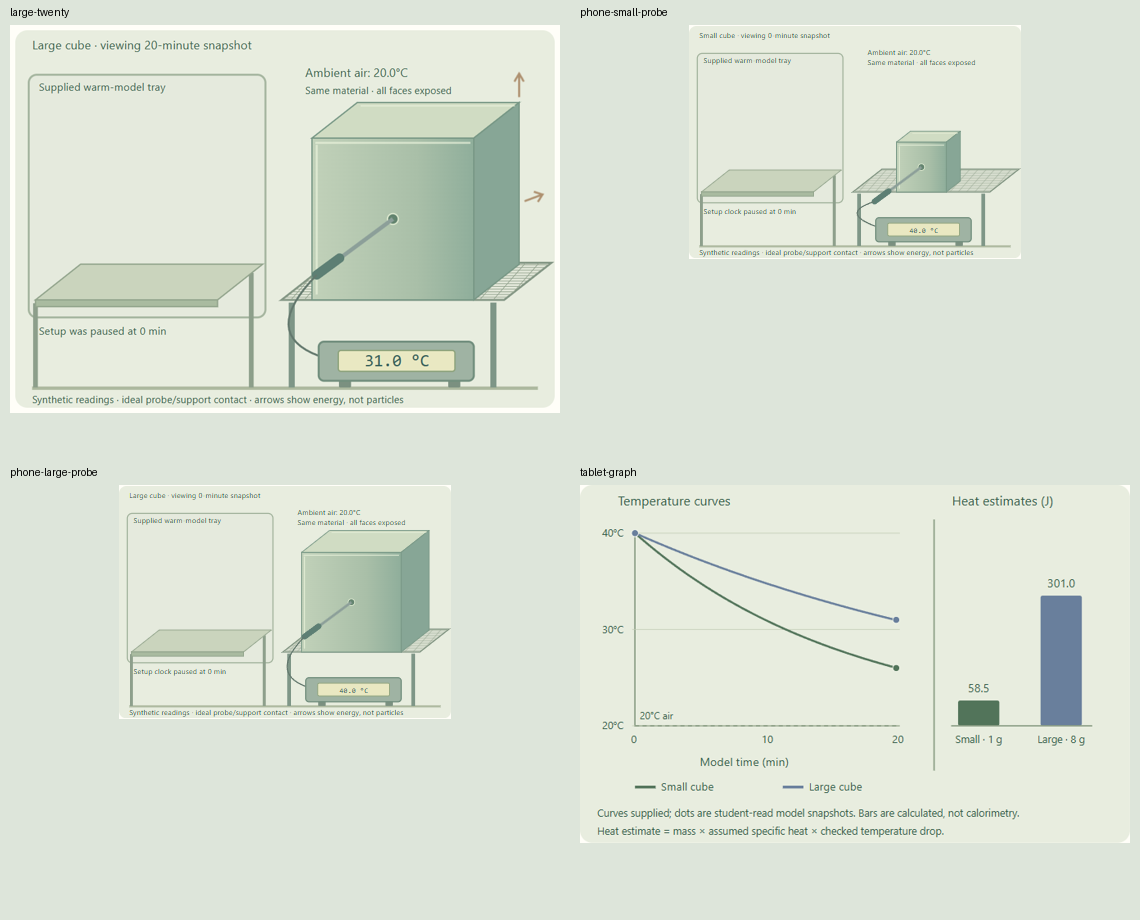 large-twenty
Large cube · viewing 20-minute snapshot
Supplied warm-model tray
Ambient air: 20.0°C
Same material · all faces exposed
Setup was paused at 0 min
31.0 °C
Synthetic readings · ideal probe/support contact · arrows show energy, not particles
phone-small-probe
Small cube · viewing 0-minute snapshot
Supplied warm-model tray
Ambient air: 20.0°C
Same material · all faces exposed
Setup clock paused at 0 min
40.0 °C
Synthetic readings · ideal probe/support contact · arrows show energy, not particles
phone-large-probe
Large cube · viewing 0-minute snapshot
Supplied warm-model tray
Ambient air: 20.0°C
Same material · all faces exposed
Setup clock paused at 0 min
40.0 °C
Synthetic readings · ideal probe/support contact · arrows show energy, not particles
tablet-graph
Temperature curves
40°C
30°C
20°C
20°C air
0 10 20
Model time (min)
Small cube Large cube
Heat estimates (J)
301.0
58.5
Small · 1 g Large · 8 g
Curves supplied; dots are student-read model snapshots. Bars are calculated, not calorimetry.
Heat estimate = mass × assumed specific heat × checked temperature drop.